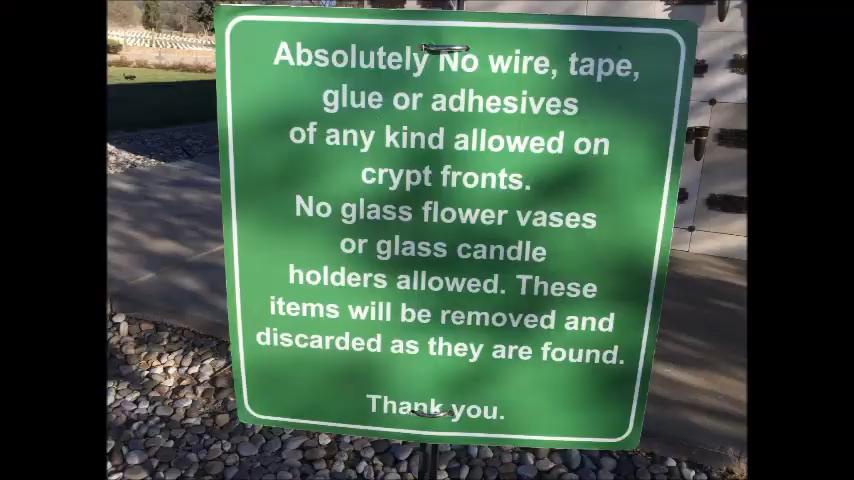 Absolutely No wire, tape,
glue or adhesives
of any kind allowed on
crypt fronts.
No glass flower vases
or glass candle
holders allowed. These
items will be removed and
discarded as they are found.
Thank you.